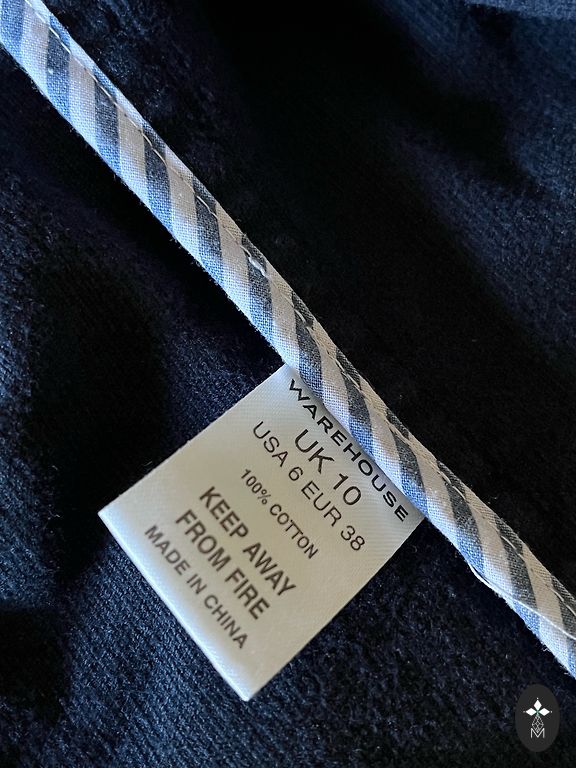 WAREHOUSE
UK 10
USA 6 EUR 38
100% COTTON
KEEP AWAY
FROM FIRE
MADE IN CHINA
M